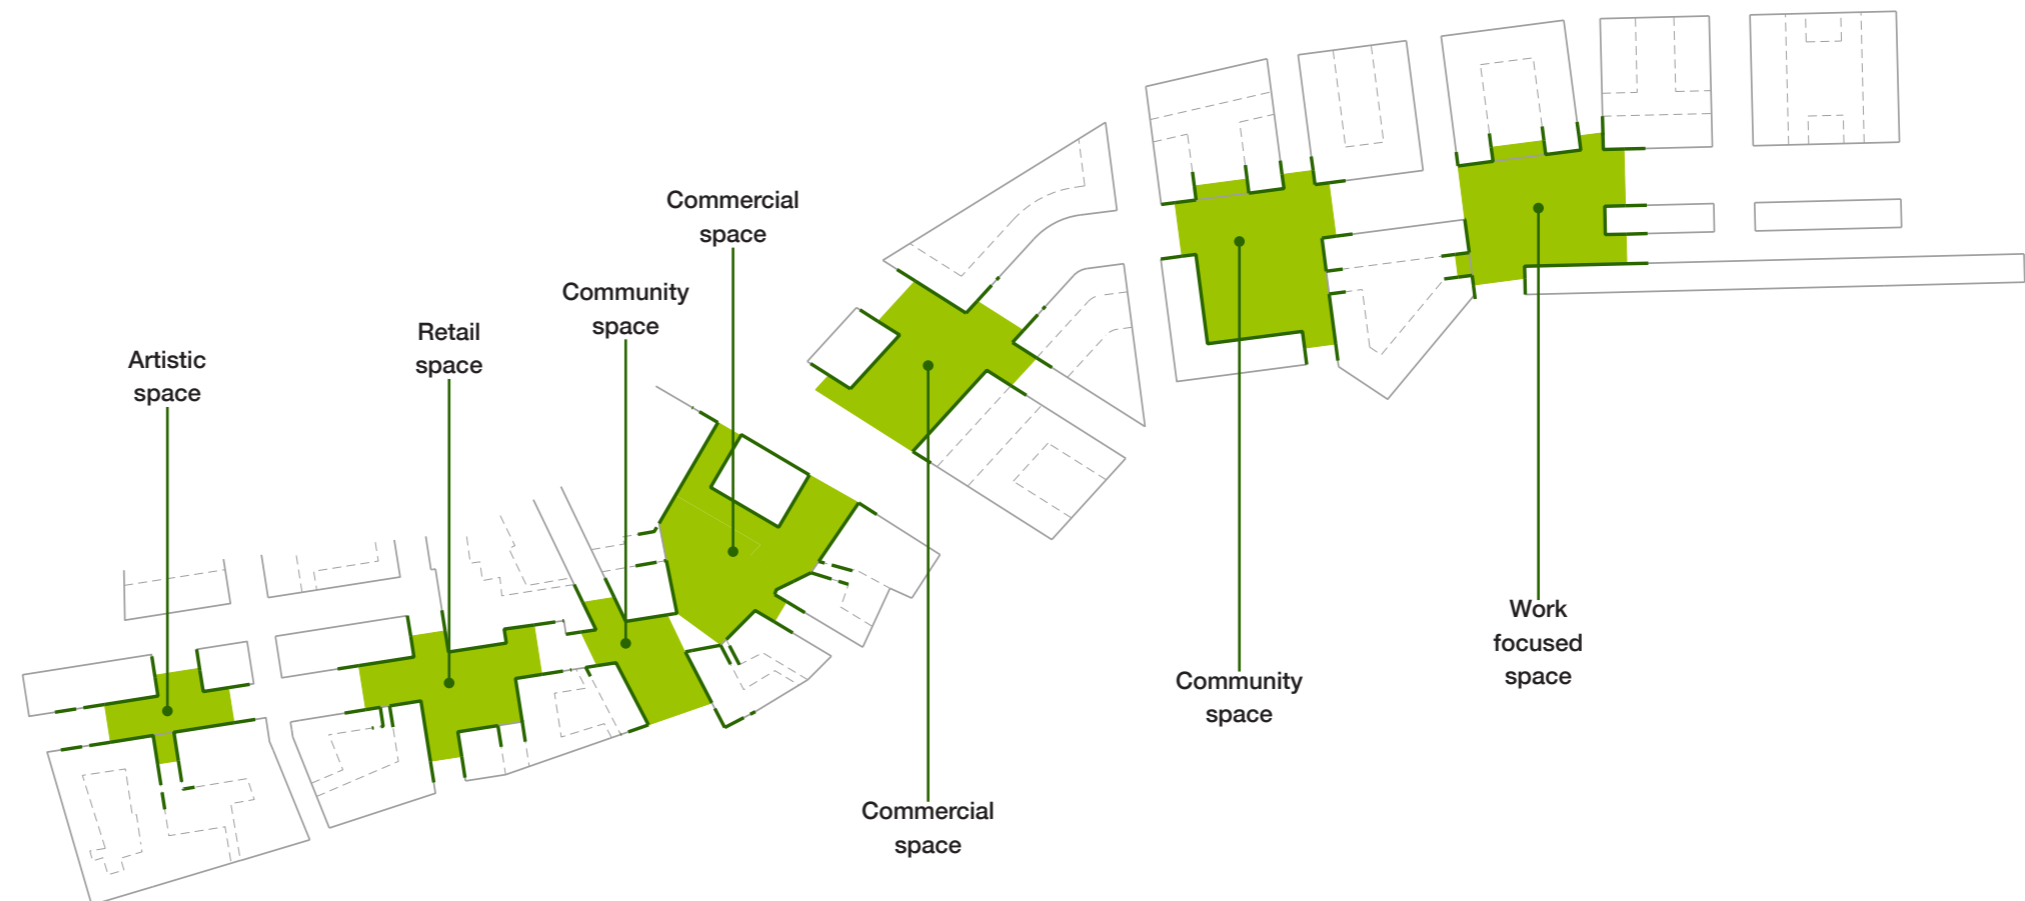 Artistic
space
Retail
space
Community
space
Commercial
space
Commercial
space
Community
space
Work
focused
space